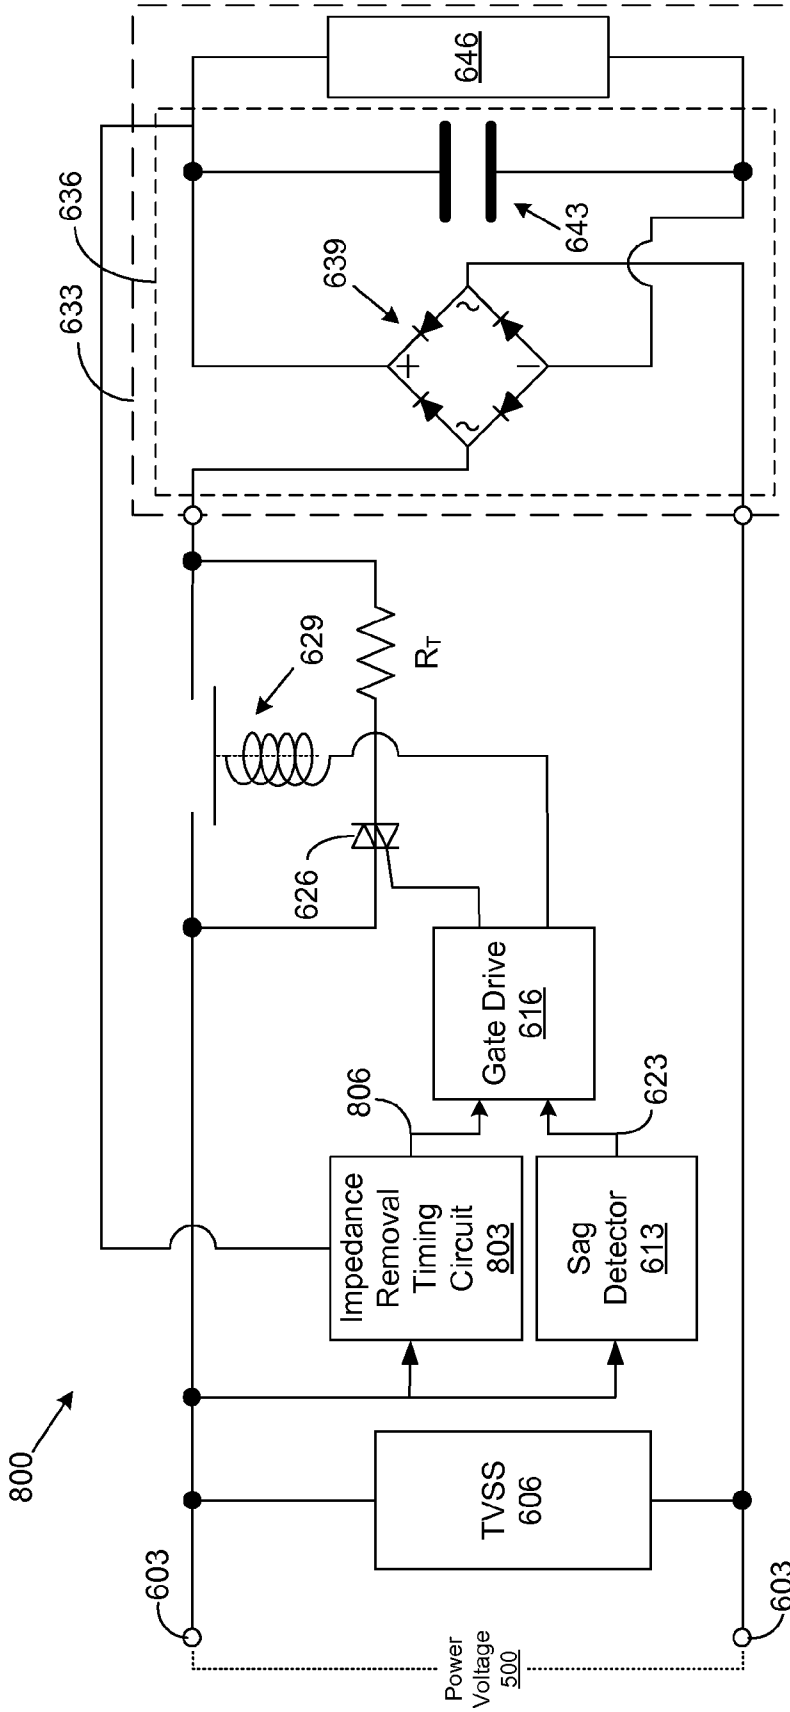 800
603
603
Power
Voltage
500
TVSS
606
Impedance
Removal
Timing
Circuit
803
806
Sag
Detector
613
623
Gate Drive
616
626
629
RT
633
636
639
+
~
~
−
643
646